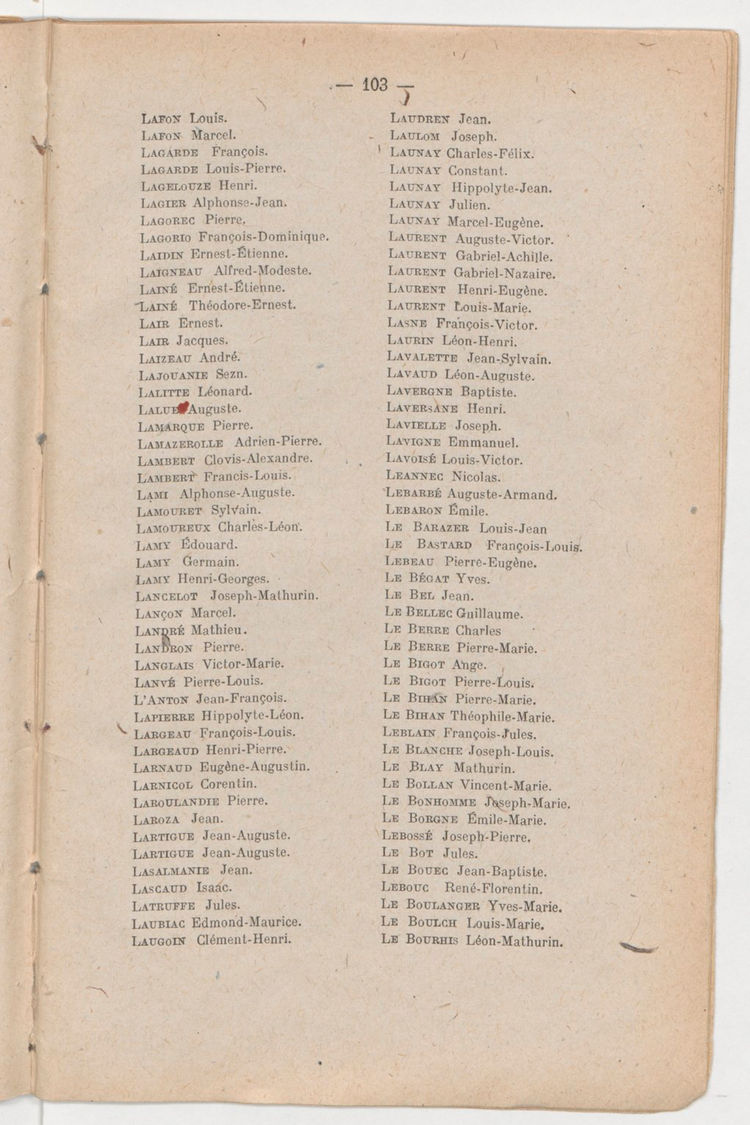 — 103 —
LAFON Louis.
LAFON Marcel.
LAGARDE François.
LAGARDE Louis-Pierre.
LAGELOUZE Henri.
LAGIER Alphonse-Jean.
LAGOREC Pierre.
LAGORIO François-Dominique.
LAIDIN Ernest-Étienne.
LAIGNEAU Alfred-Modeste.
LAINÉ Ernest-Étienne.
LAINÉ Théodore-Ernest.
LAIR Ernest.
LAIR Jacques.
LAIZEAU André.
LAJOUANIE Sezn.
LALITTE Léonard.
LALUE Auguste.
LAMARQUE Pierre.
LAMAZEROLLE Adrien-Pierre.
LAMBERT Clovis-Alexandre.
LAMBERT Francis-Louis.
LAMI Alphonse-Auguste.
LAMOURET Sylvain.
LAMOUREUX Charles-Léon.
LAMY Édouard.
LAMY Germain.
LAMY Henri-Georges.
LANCELOT Joseph-Mathurin.
LANÇON Marcel.
LANDRÉ Mathieu.
LANDRON Pierre.
LANGLAIS Victor-Marie.
LANVÉ Pierre-Louis.
L'ANTON Jean-François.
LAPIERRE Hippolyte-Léon.
LARGEAU François-Louis.
LARGEAUD Henri-Pierre.
LARNAUD Eugène-Augustin.
LARNICOL Corentin.
LAROULANDIE Pierre.
LAROZA Jean.
LARTIGUE Jean-Auguste.
LARTIGUE Jean-Auguste.
LASALMANIE Jean.
LASCAUD Isaac.
LATRUFFE Jules.
LAUBIAC Edmond-Maurice.
LAUGOIN Clément-Henri.
LAUDREN Jean.
LAULOM Joseph.
LAUNAY Charles-Félix.
LAUNAY Constant.
LAUNAY Hippolyte-Jean.
LAUNAY Julien.
LAUNAY Marcel-Eugène.
LAURENT Auguste-Victor.
LAURENT Gabriel-Achille.
LAURENT Gabriel-Nazaire.
LAURENT Henri-Eugène.
LAURENT Louis-Marie.
LASNE François-Victor.
LAURIN Léon-Henri.
LAVALETTE Jean-Sylvain.
LAVAUD Léon-Auguste.
LAVERGNE Baptiste.
LAVERSANE Henri.
LAVIELLE Joseph.
LAVIGNE Emmanuel.
LAVOISÉ Louis-Victor.
LEANNEC Nicolas.
LEBARBÉ Auguste-Armand.
LEBARON Émile.
LE BARAZER Louis-Jean
LE BASTARD François-Louis.
LEBEAU Pierre-Eugène.
LE BÉGAT Yves.
LE BEL Jean.
LE BELLEC Guillaume.
LE BERRE Charles
LE BERRE Pierre-Marie.
LE BIGOT Ange.
LE BIGOT Pierre-Louis.
LE BIHAN Pierre-Marie.
LE BIHAN Théophile-Marie.
LEBLAIN François-Jules.
LE BLANCHE Joseph-Louis.
LE BLAY Mathurin.
LE BOLLAN Vincent-Marie.
LE BONHOMME Joseph-Marie.
LE BORGNE Émile-Marie.
LEBOSSÉ Joseph-Pierre.
LE BOT Jules.
LE BOUEC Jean-Baptiste.
LEBOUC René-Florentin.
LE BOULANGER Yves-Marie.
LE BOULCH Louis-Marie.
LE BOURHIS Léon-Mathurin.